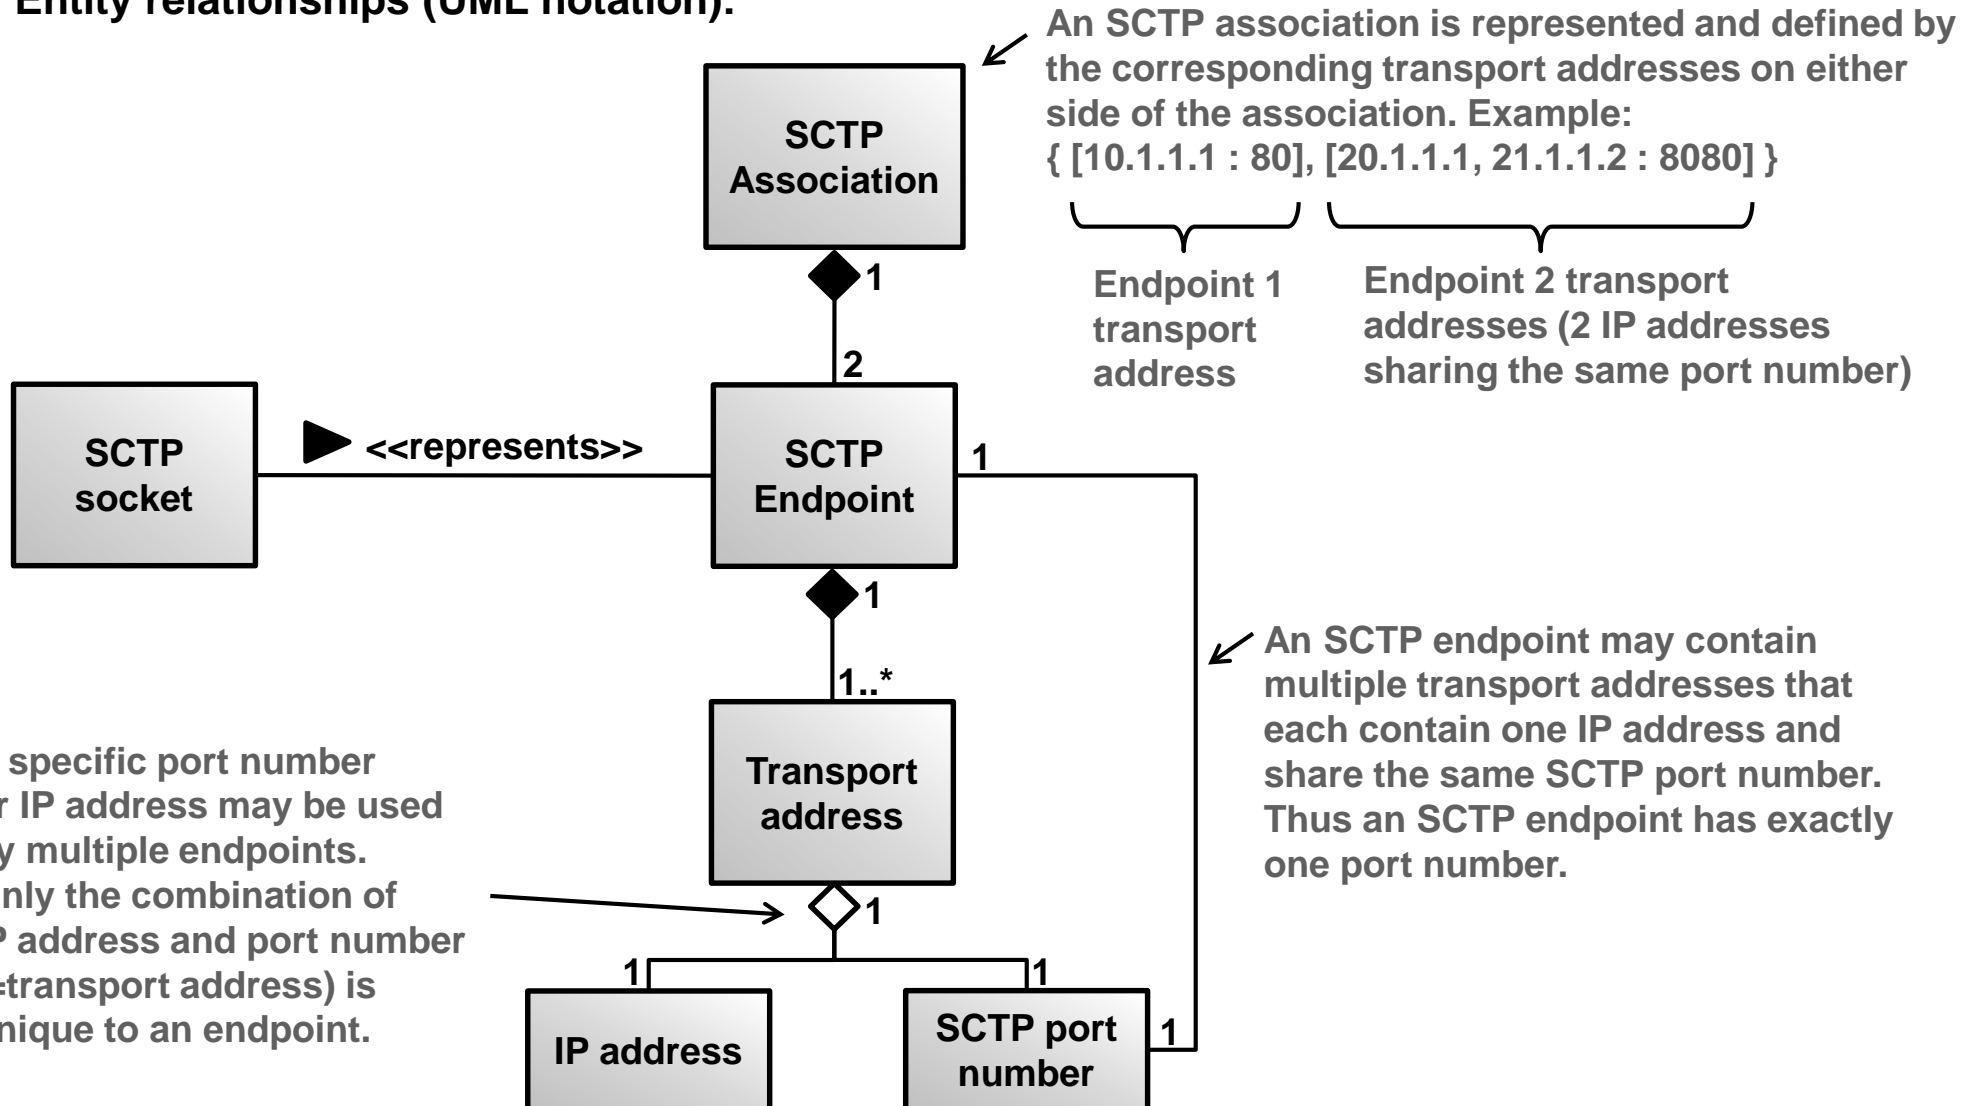 Entity relationships (UML notation):
An SCTP association is represented and defined by
the corresponding transport addresses on either
side of the association. Example:
{ [10.1.1.1 : 80], [20.1.1.1, 21.1.1.2 : 8080] }
Endpoint 1
transport
address
Endpoint 2 transport
addresses (2 IP addresses
sharing the same port number)
SCTP
Association
1
2
SCTP
socket
<<represents>>
SCTP
Endpoint
1
1
1..*
An SCTP endpoint may contain
multiple transport addresses that
each contain one IP address and
share the same SCTP port number.
Thus an SCTP endpoint has exactly
one port number.
Transport
address
specific port number
IP address may be used
multiple endpoints.
the combination of
address and port number
=transport address) is
to an endpoint.
1
1
1
IP address
SCTP port
number
1